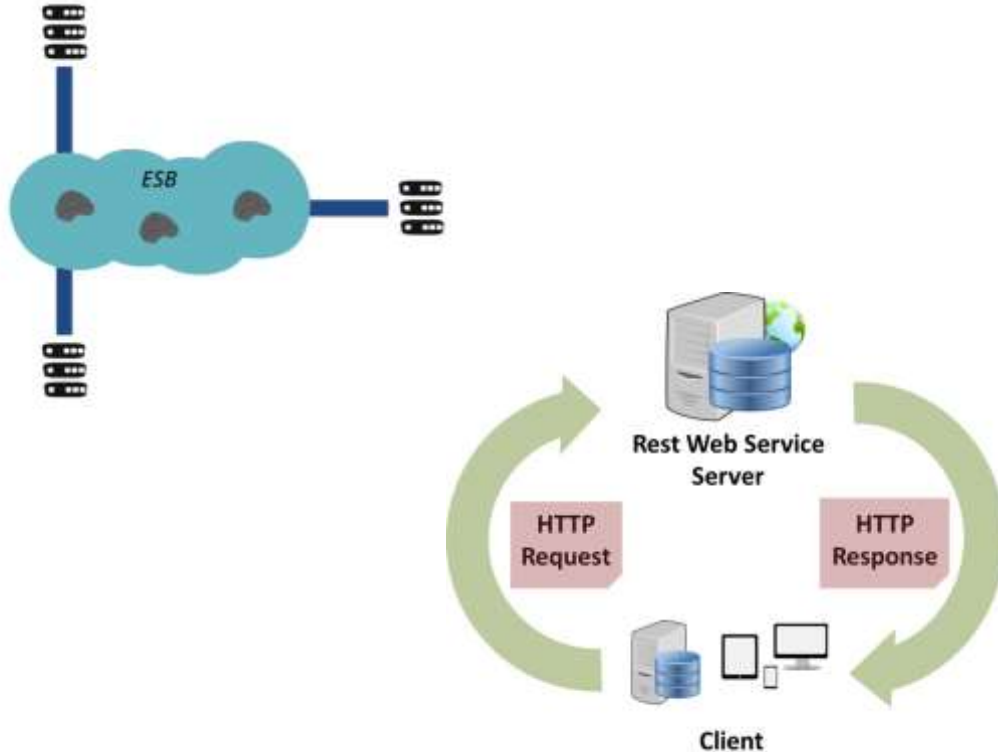 ESB
Rest Web Service
Server
HTTP
Request
HTTP
Response
Client